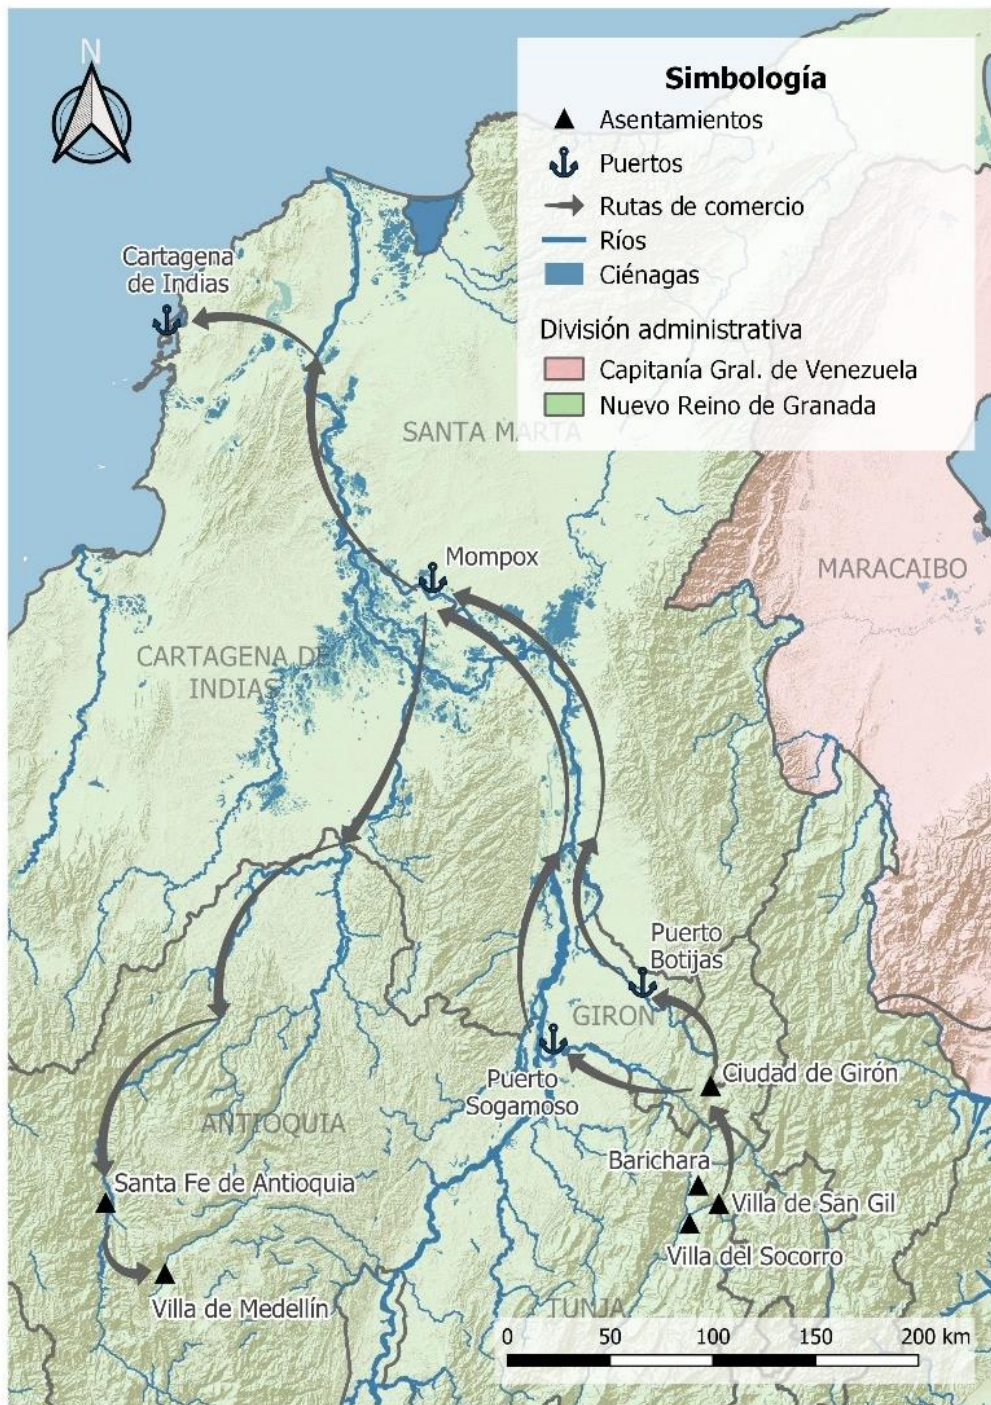 N
Simbología
Asentamientos
Puertos
Rutas de comercio
Ríos
Ciénagas
División administrativa
Capitanía Gral. de Venezuela
Nuevo Reino de Granada
Cartagena
de Indias
SANTA MARTA
Mompox
MARACAIBO
CARTAGENA DE
INDIAS
Puerto
Botijas
GIRON
Puerto
Sogamoso
Ciudad de Girón
ANTIOQUIA
Barichara
Santa Fe de Antioquia
Villa de San Gil
Villa del Socorro
Villa de Medellín
TUNJA
0 50 100 150 200 km